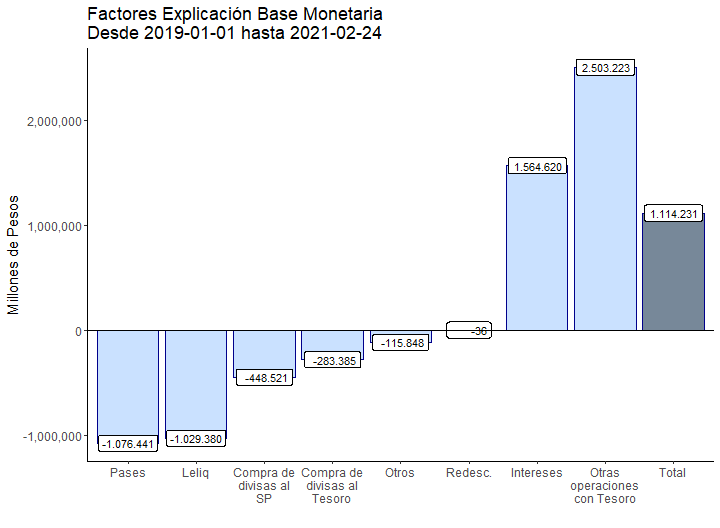 Factores Explicación Base Monetaria
Desde 2019-01-01 hasta 2021-02-24
Millones de Pesos
2,000,000
1,000,000
0
-1,000,000
-1.076.441
-1.029.380
-448.521
-283.385
-115.848
-36
1.564.620
2.503.223
1.114.231
Pases
Leliq
Compra de
divisas al
SP
Compra de
divisas al
Tesoro
Otros
Redesc.
Intereses
Otras
operaciones
con Tesoro
Total